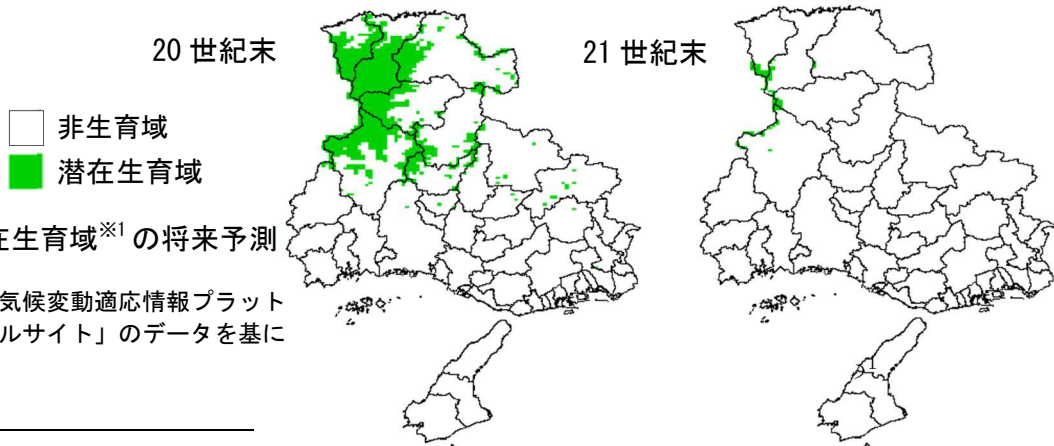 20 世紀末
21 世紀末
非生育域
潜在生育域
在生育域※1 の将来予測
気候変動適応情報プラット
ルサイト」のデータを基に